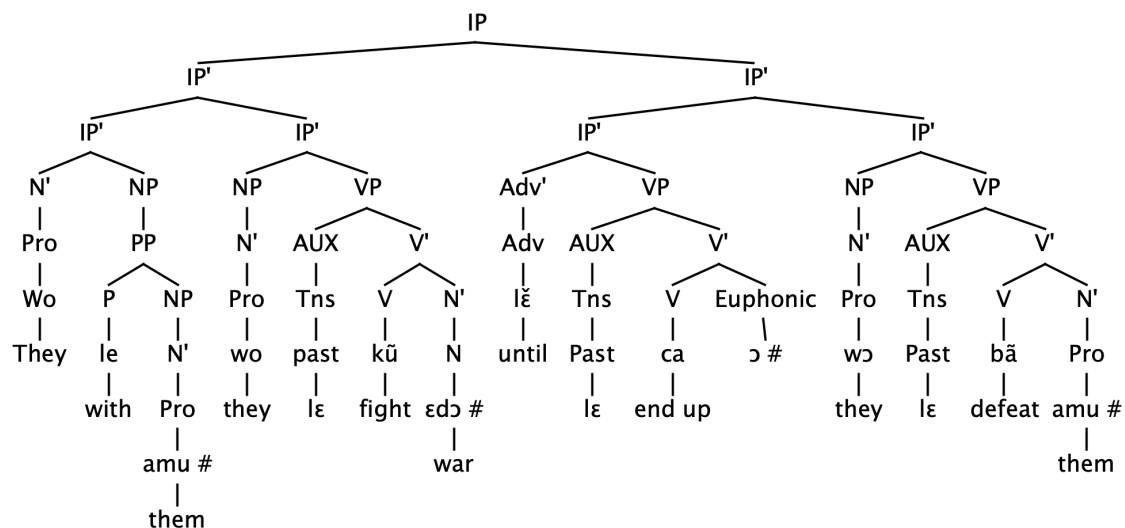 IP
IP' IP'
IP' IP' IP' IP'
N' NP NP VP Adv' VP NP VP
Pro PP N' AUX V' Adv AUX V' N' AUX V'
Wo P NP Pro Tns V N' lɛ̌ Tns V Euphonic Pro Tns V N'
They le N' wo past kũ N until Past ca ɔ # wɔ Past bã Pro
with Pro they lɛ fight ɛdɔ # lɛ end up they lɛ defeat amu #
amu # war them
them